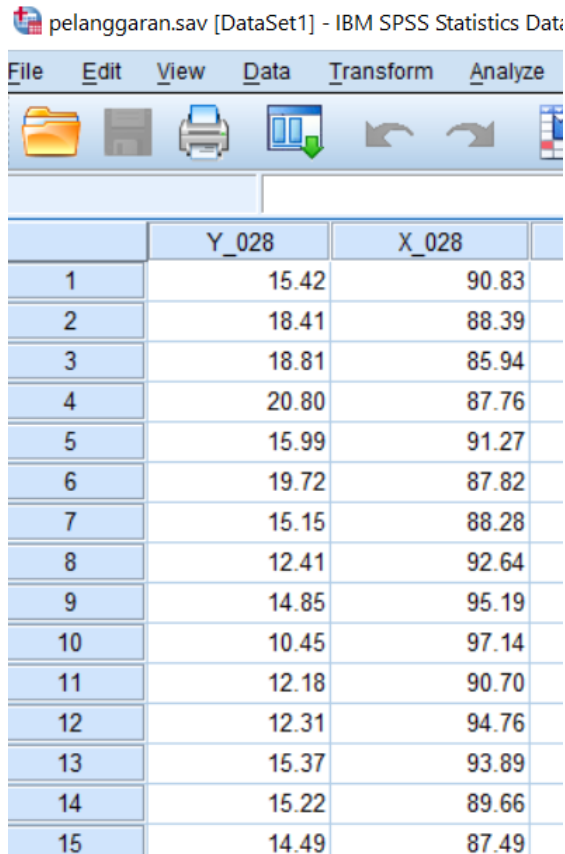 pelanggaran.sav [DataSet1] - IBM SPSS Statistics Data
File Edit View Data Transform Analyze
Y_028 X_028
1 15.42 90.83
2 18.41 88.39
3 18.81 85.94
4 20.80 87.76
5 15.99 91.27
6 19.72 87.82
7 15.15 88.28
8 12.41 92.64
9 14.85 95.19
10 10.45 97.14
11 12.18 90.70
12 12.31 94.76
13 15.37 93.89
14 15.22 89.66
15 14.49 87.49